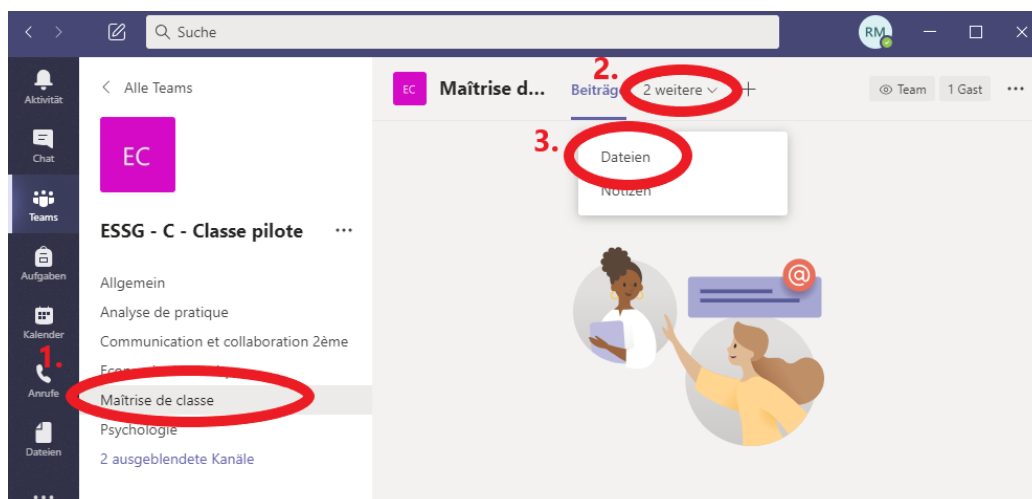 Suche
RM
Aktivität
Chat
Teams
Aufgaben
Kalender
1.
Anrufe
Dateien
Alle Teams
EC
ESSG - C - Classe pilote
Allgemein
Analyse de pratique
Communication et collaboration 2ème
Maîtrise de classe
Psychologie
2 ausgeblendete Kanäle
EC Maîtrise d... Beiträge 2 weitere
Team 1 Gast
2.
3.
Dateien
Notizen
@